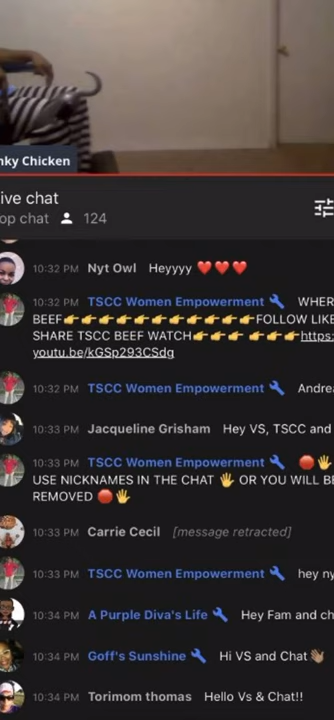 nky Chicken
ive chat
op chat 124
10:32 PM Nyt Owl Heyyyy ❤️❤️❤️
10:32 PM TSCC Women Empowerment WHER
BEEF👉👉👉👉👉👉👉👉👉👉👉FOLLOW LIKE
SHARE TSCC BEEF WATCH👉👉👉 👉👉👉https:
youtu.be/kGSp293CSdg
10:32 PM TSCC Women Empowerment Andrea
10:33 PM Jacqueline Grisham Hey VS, TSCC and
10:33 PM TSCC Women Empowerment 🛑🖐
USE NICKNAMES IN THE CHAT 🖐 OR YOU WILL BE
REMOVED 🛑🖐
10:33 PM Carrie Cecil [message retracted]
10:33 PM TSCC Women Empowerment hey ny
10:34 PM A Purple Diva's Life Hey Fam and ch
10:34 PM Goff's Sunshine Hi VS and Chat👋🏽
10:34 PM Torimom thomas Hello Vs & Chat!!